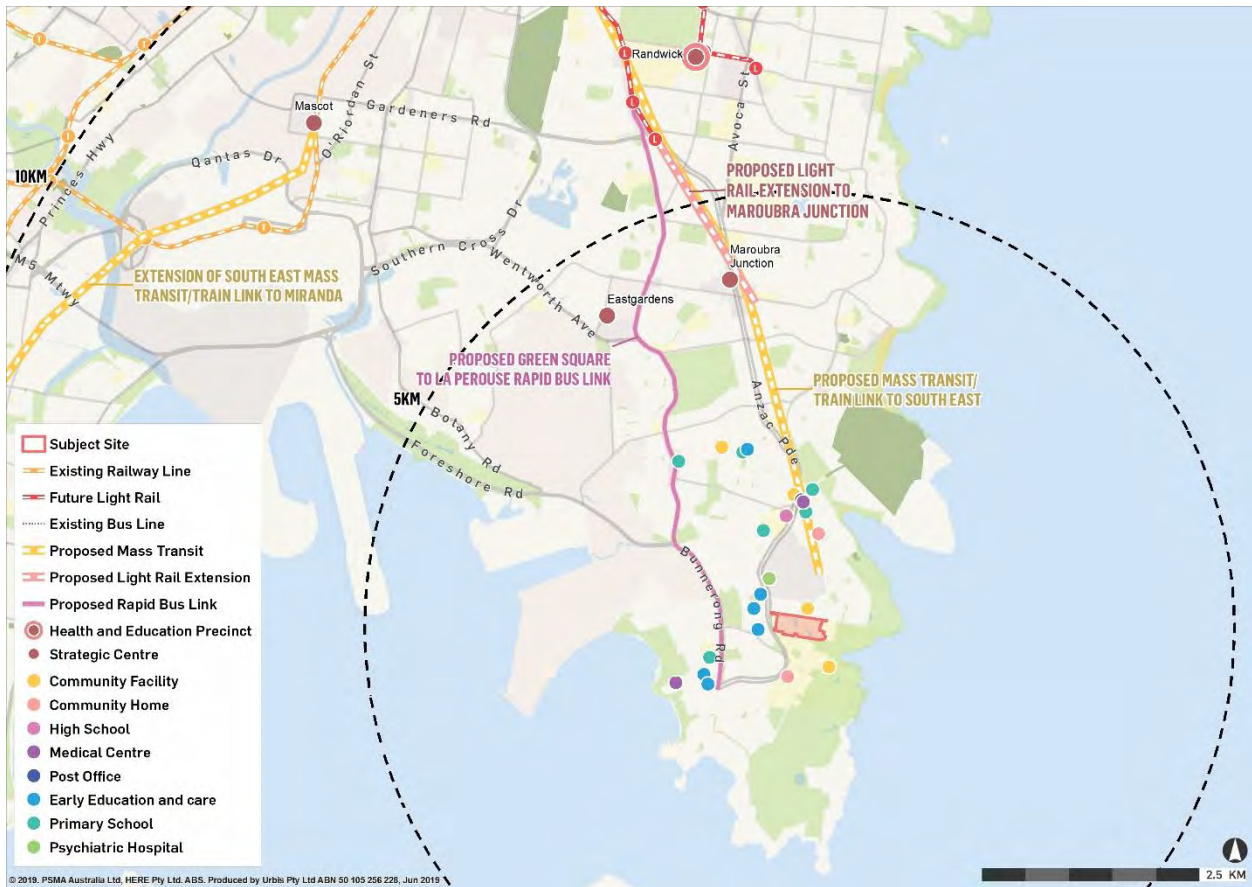 Randwick
Mascot
O'Riordan St
Gardeners Rd
Avoca St
Qantas Dr
Princes Hwy
10KM
PROPOSED LIGHT
RAIL EXTENSION TO
MAROUBRA JUNCTION
Southern Cross Dr
Wentworth Ave
Maroubra
Junction
M5 Mtwy
EXTENSION OF SOUTH EAST MASS
TRANSIT/TRAIN LINK TO MIRANDA
Eastgardens
PROPOSED GREEN SQUARE
TO LA PEROUSE RAPID BUS LINK
PROPOSED MASS TRANSIT/
TRAIN LINK TO SOUTH EAST
5KM
Anzac Pde
Botany Rd
Foreshore Rd
Bunnerong Rd
Subject Site
Existing Railway Line
Future Light Rail
Existing Bus Line
Proposed Mass Transit
Proposed Light Rail Extension
Proposed Rapid Bus Link
Health and Education Precinct
Strategic Centre
Community Facility
Community Home
High School
Medical Centre
Post Office
Early Education and care
Primary School
Psychiatric Hospital
© 2019. PSMA Australia Ltd, HERE Pty Ltd. ABS. Produced by Urbis Pty Ltd ABN 50 105 256 228, Jun 2019
2.5 KM